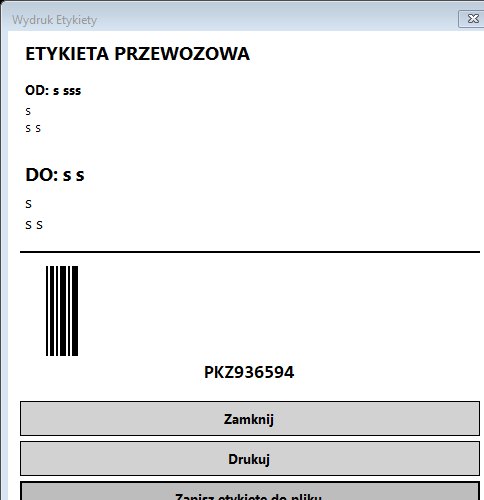 Wydruk Etykiety
ETYKIETA PRZEWOZOWA
OD: s sss
s
s s
DO: s s
s
s s
PKZ936594
Zamknij
Drukuj
Zapisz etykietę do pliku